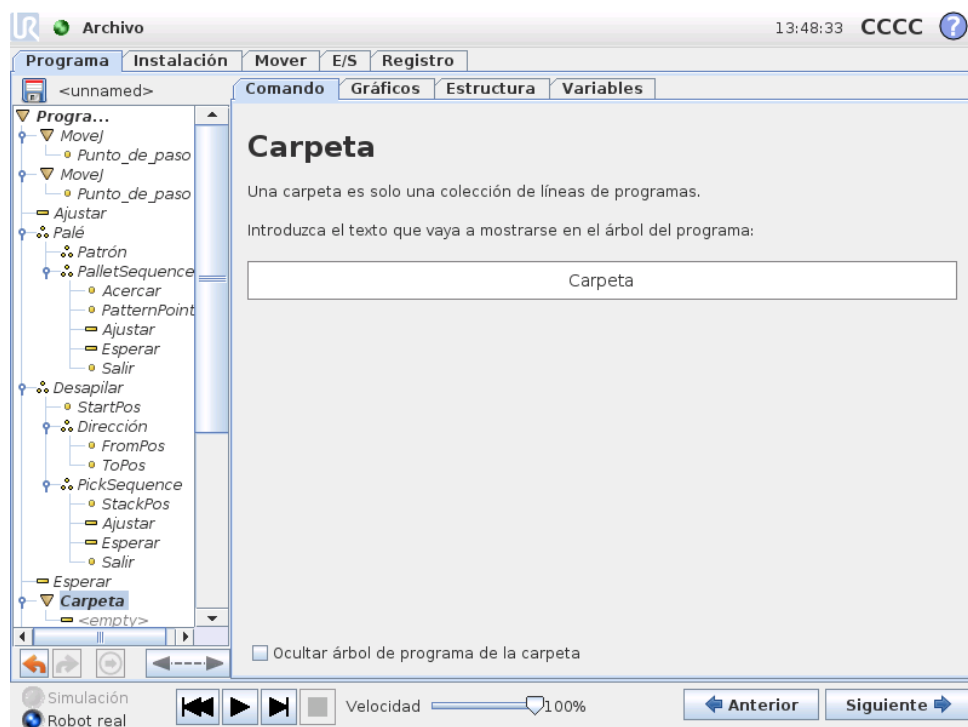 UR Archivo 13:48:33 CCCC ?
Programa Instalación Mover E/S Registro
<unnamed>
Comando Gráficos Estructura Variables
Progra...
MoveJ
Punto_de_paso
MoveJ
Punto_de_paso
Ajustar
Palé
Patrón
PalletSequence
Acercar
PatternPoint
Ajustar
Esperar
Salir
Desapilar
StartPos
Dirección
FromPos
ToPos
PickSequence
StackPos
Ajustar
Esperar
Salir
Esperar
Carpeta
<empty>
Carpeta
Una carpeta es solo una colección de líneas de programas.
Introduzca el texto que vaya a mostrarse en el árbol del programa:
Carpeta
Ocultar árbol de programa de la carpeta
Simulación
Robot real
Velocidad 100%
Anterior Siguiente